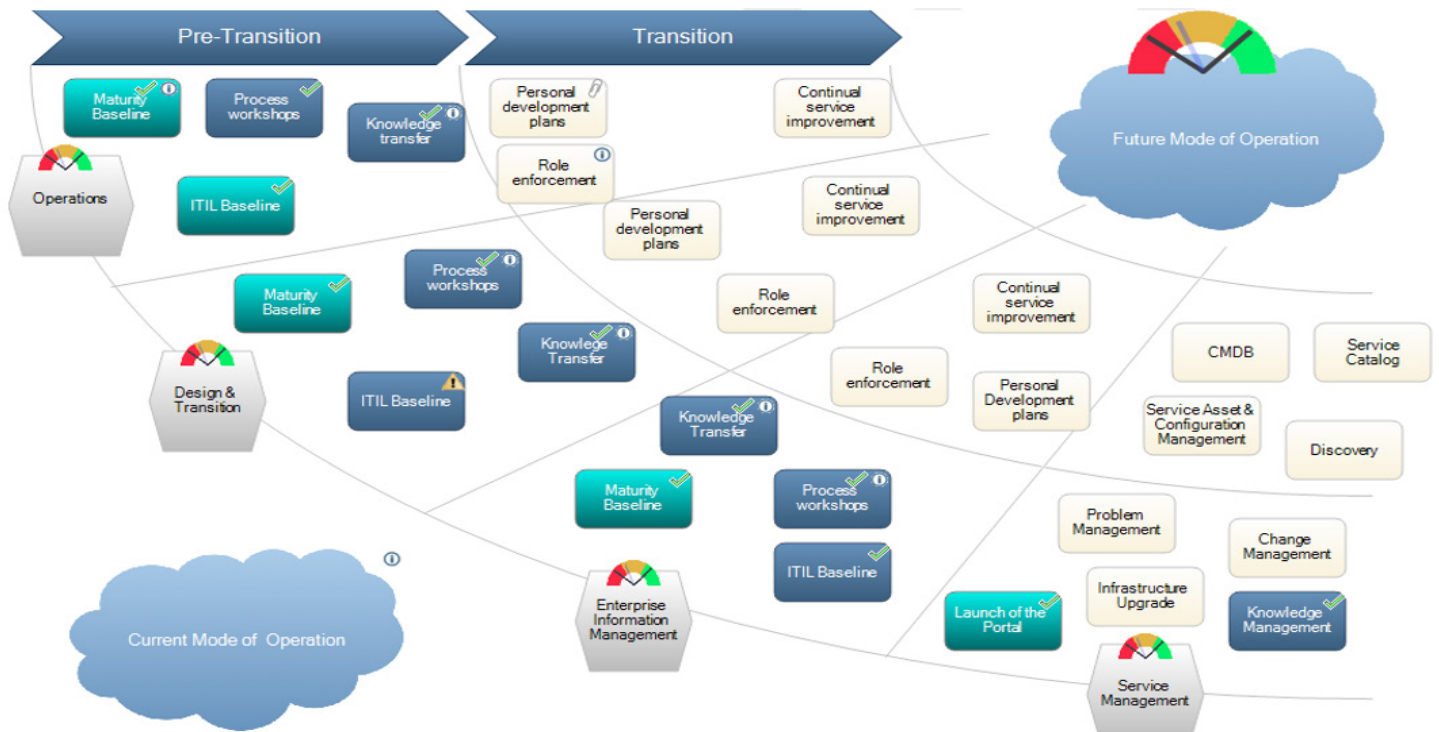 Pre-Transition
Transition
Maturity
Baseline
Process
workshops
Knowledge
transfer
Personal
development
plans
Continual
service
improvement
Future Mode of Operation
Operations
ITIL Baseline
Role
enforcement
Personal
development
plans
Continual
service
improvement
Maturity
Baseline
Process
workshops
Role
enforcement
Continual
service
improvement
Design &
Transition
ITIL Baseline
Knowlege
Transfer
Role
enforcement
Personal
Development
plans
CMDB
Service
Catalog
Service Asset &
Configuration
Management
Discovery
Knowledge
Transfer
Maturity
Baseline
Process
workshops
ITIL Baseline
Problem
Management
Change
Management
Current Mode of Operation
Enterprise
Information
Management
Launch of the
Portal
Infrastructure
Upgrade
Knowledge
Management
Service
Management